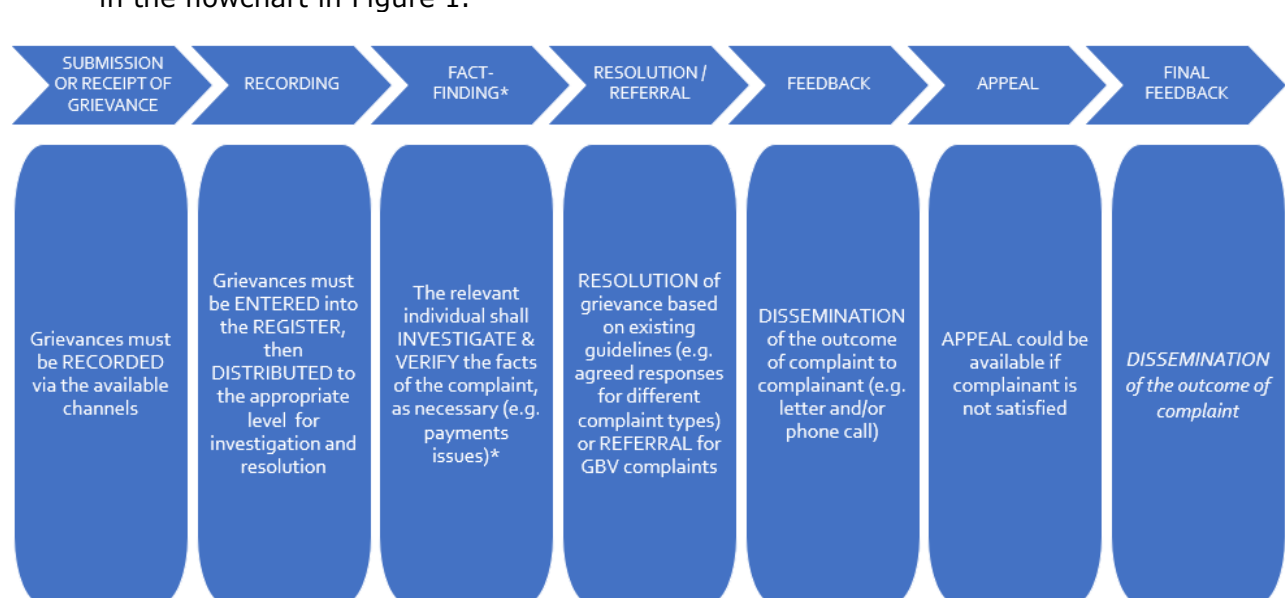 in the flowchart in Figure 1.
SUBMISSION
OR RECEIPT OF
GRIEVANCE
RECORDING
FACT-
FINDING*
RESOLUTION /
REFERRAL
FEEDBACK
APPEAL
FINAL
FEEDBACK
Grievances must
be RECORDED
via the available
channels
Grievances must
be ENTERED into
the REGISTER,
then
DISTRIBUTED to
the appropriate
level for
investigation and
resolution
The relevant
individual shall
INVESTIGATE &
VERIFY the facts
of the complaint,
as necessary (e.g.
payments
issues)*
RESOLUTION of
grievance based
on existing
guidelines (e.g.
agreed responses
for different
complaint types)
or REFERRAL for
GBV complaints
DISSEMINATION
of the outcome
of complaint to
complainant (e.g.
letter and/or
phone call)
APPEAL could be
available if
complainant is
not satisfied
DISSEMINATION
of the outcome of
complaint